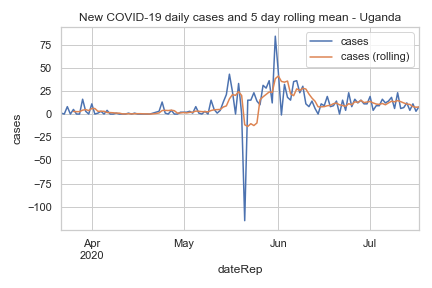 New COVID-19 daily cases and 5 day rolling mean - Uganda
cases
cases (rolling)
75
50
25
0
−25
−50
−75
−100
cases
Apr
2020
May
Jun
Jul
dateRep